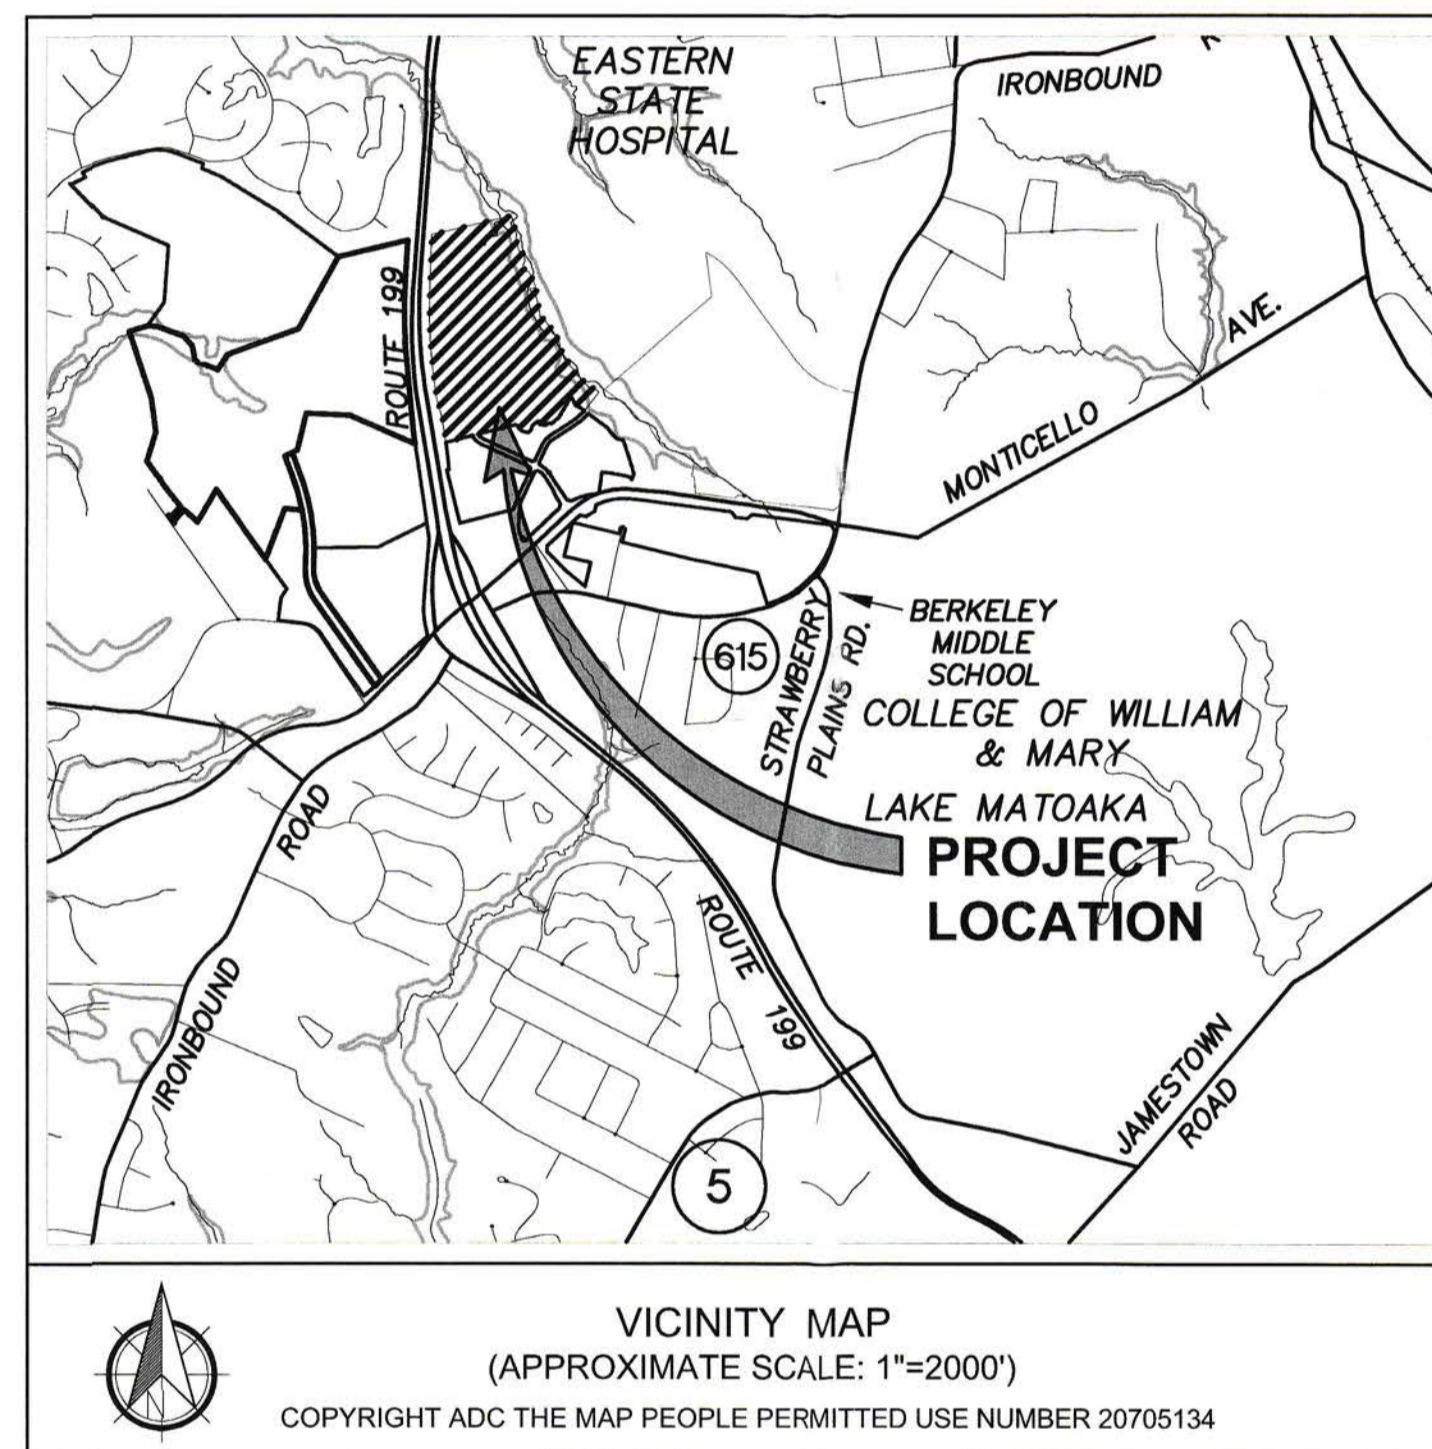 EASTERN
STATE
HOSPITAL
IRONBOUND
ROUTE 199
AVE.
MONTICELLO
BERKELEY
MIDDLE
SCHOOL
615
STRAWBERRY
PLAINS RD.
COLLEGE OF WILLIAM
& MARY
LAKE MATOAKA
PROJECT
LOCATION
ROAD
IRONBOUND
ROUTE 199
JAMESTOWN
ROAD
5
N
VICINITY MAP
(APPROXIMATE SCALE: 1"=2000')
COPYRIGHT ADC THE MAP PEOPLE PERMITTED USE NUMBER 20705134